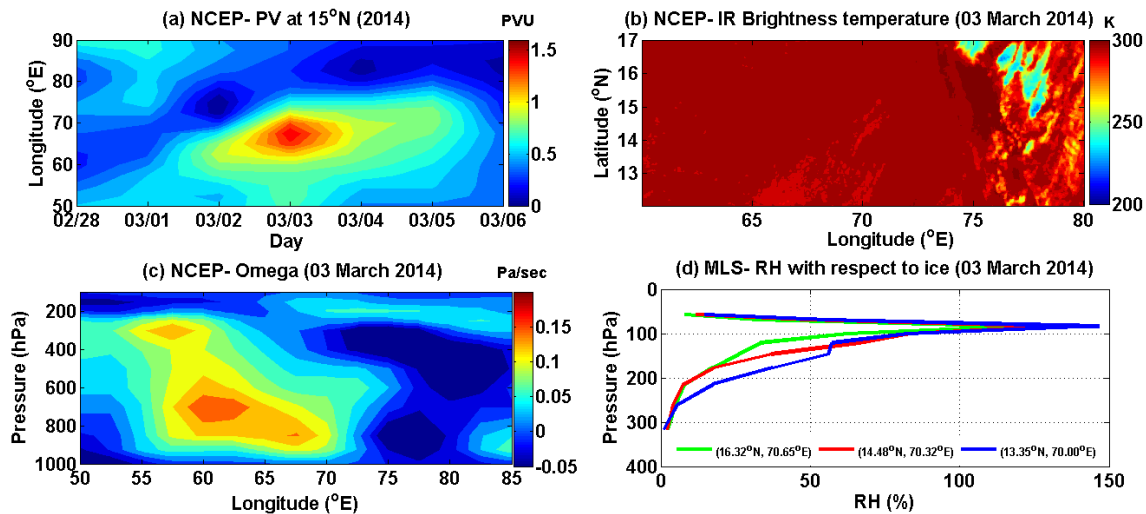 (a) NCEP- PV at 15°N (2014)
PVU
90
80
70
60
50
Longitude (°E)
02/28 03/01 03/02 03/03 03/04 03/05 03/06
Day
1.5
1
0.5
0
(b) NCEP- IR Brightness temperature (03 March 2014)
K
17
16
15
14
13
Latitude (°N)
65 70 75 80
Longitude (°E)
300
280
260
240
220
200
(c) NCEP- Omega (03 March 2014)
Pa/sec
200
400
600
800
1000
Pressure (hPa)
50 55 60 65 70 75 80 85
Longitude (°E)
0.15
0.10
0.05
0
-0.05
(d) MLS- RH with respect to ice (03 March 2014)
0
100
200
300
400
Pressure (hPa)
(16.32°N, 70.65°E) (14.48°N, 70.32°E) (13.35°N, 70.00°E)
0 50 100 150
RH (%)